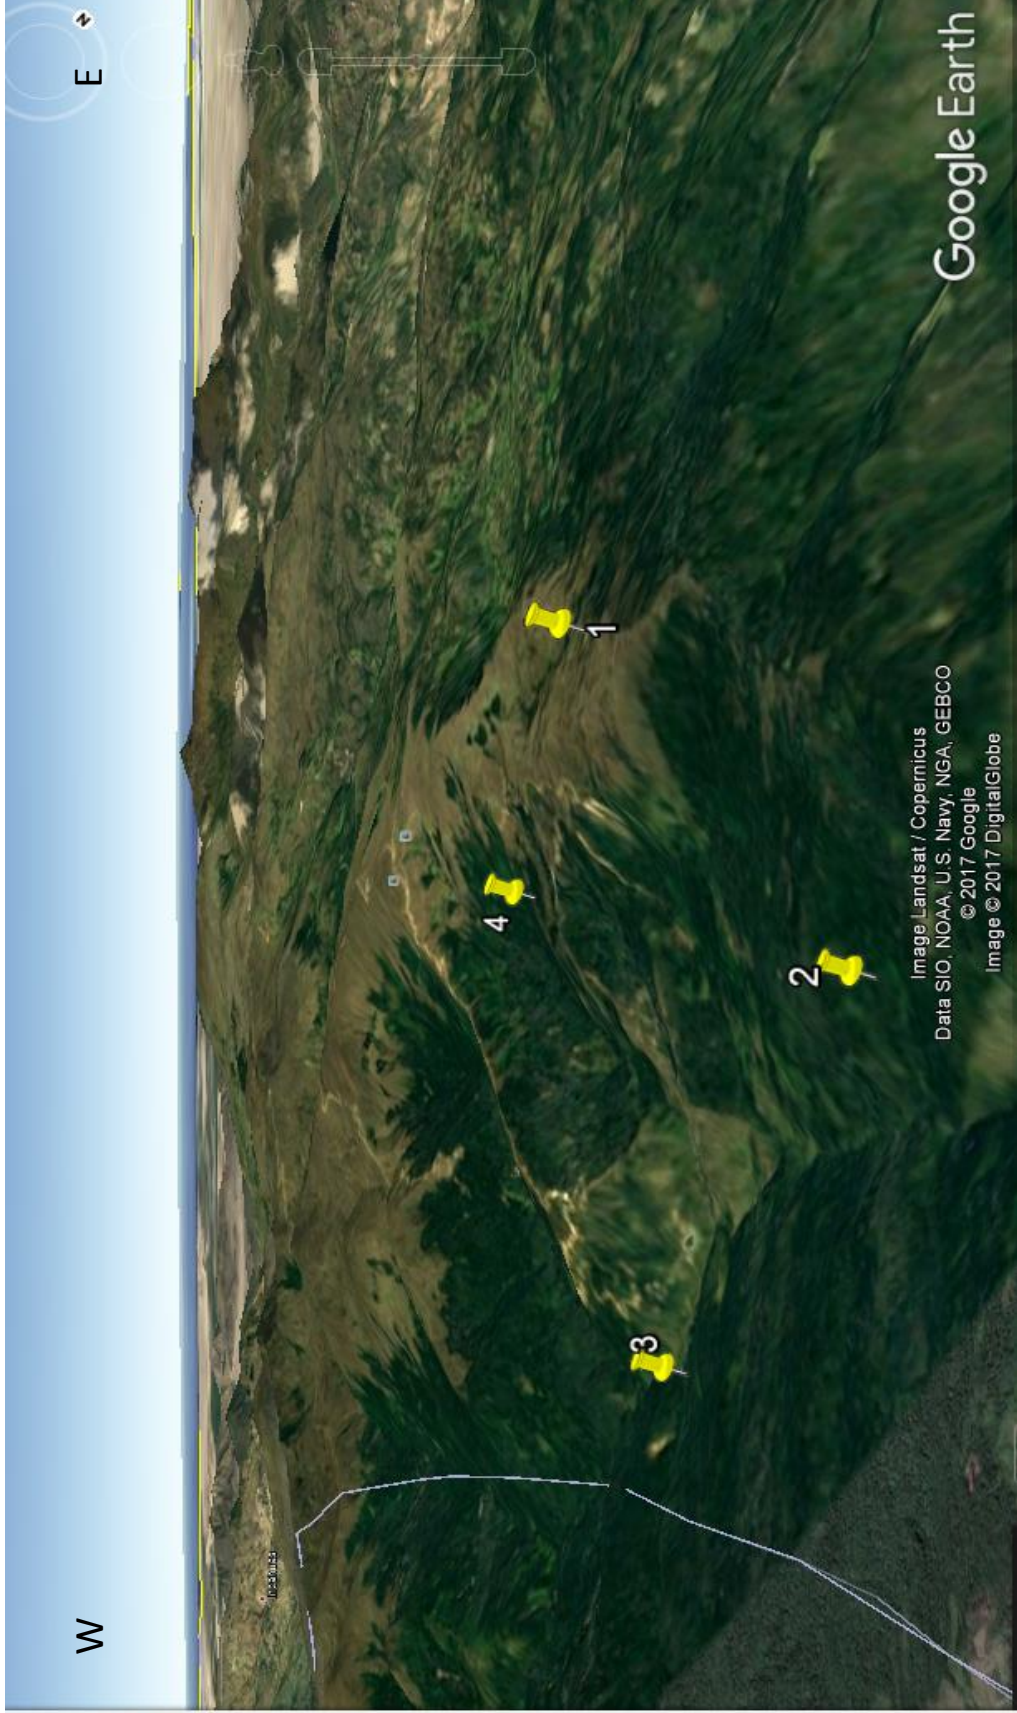 W
E
N
1
4
3
2
Image Landsat / Copernicus
Data SIO, NOAA, U.S. Navy, NGA, GEBCO
© 2017 Google
Image © 2017 DigitalGlobe
Google Earth